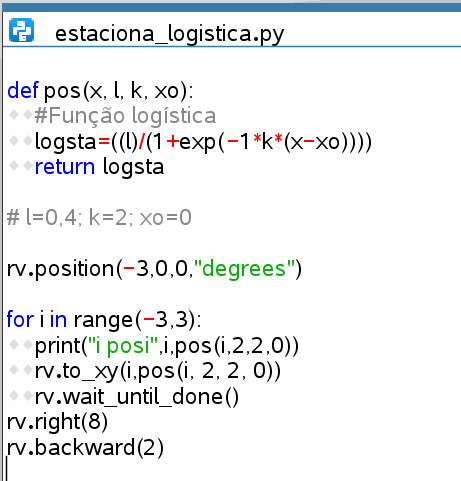 estaciona_logistica.py
def pos(x, l, k, xo):
#Função logística
logsta=((l)/(1+exp(-1*k*(x-xo))))
return logsta
# l=0,4; k=2; xo=0
rv.position(-3,0,0,"degrees")
for i in range(-3,3):
print("i posi",i,pos(i,2,2,0))
rv.to_xy(i,pos(i, 2, 2, 0))
rv.wait_until_done()
rv.right(8)
rv.backward(2)